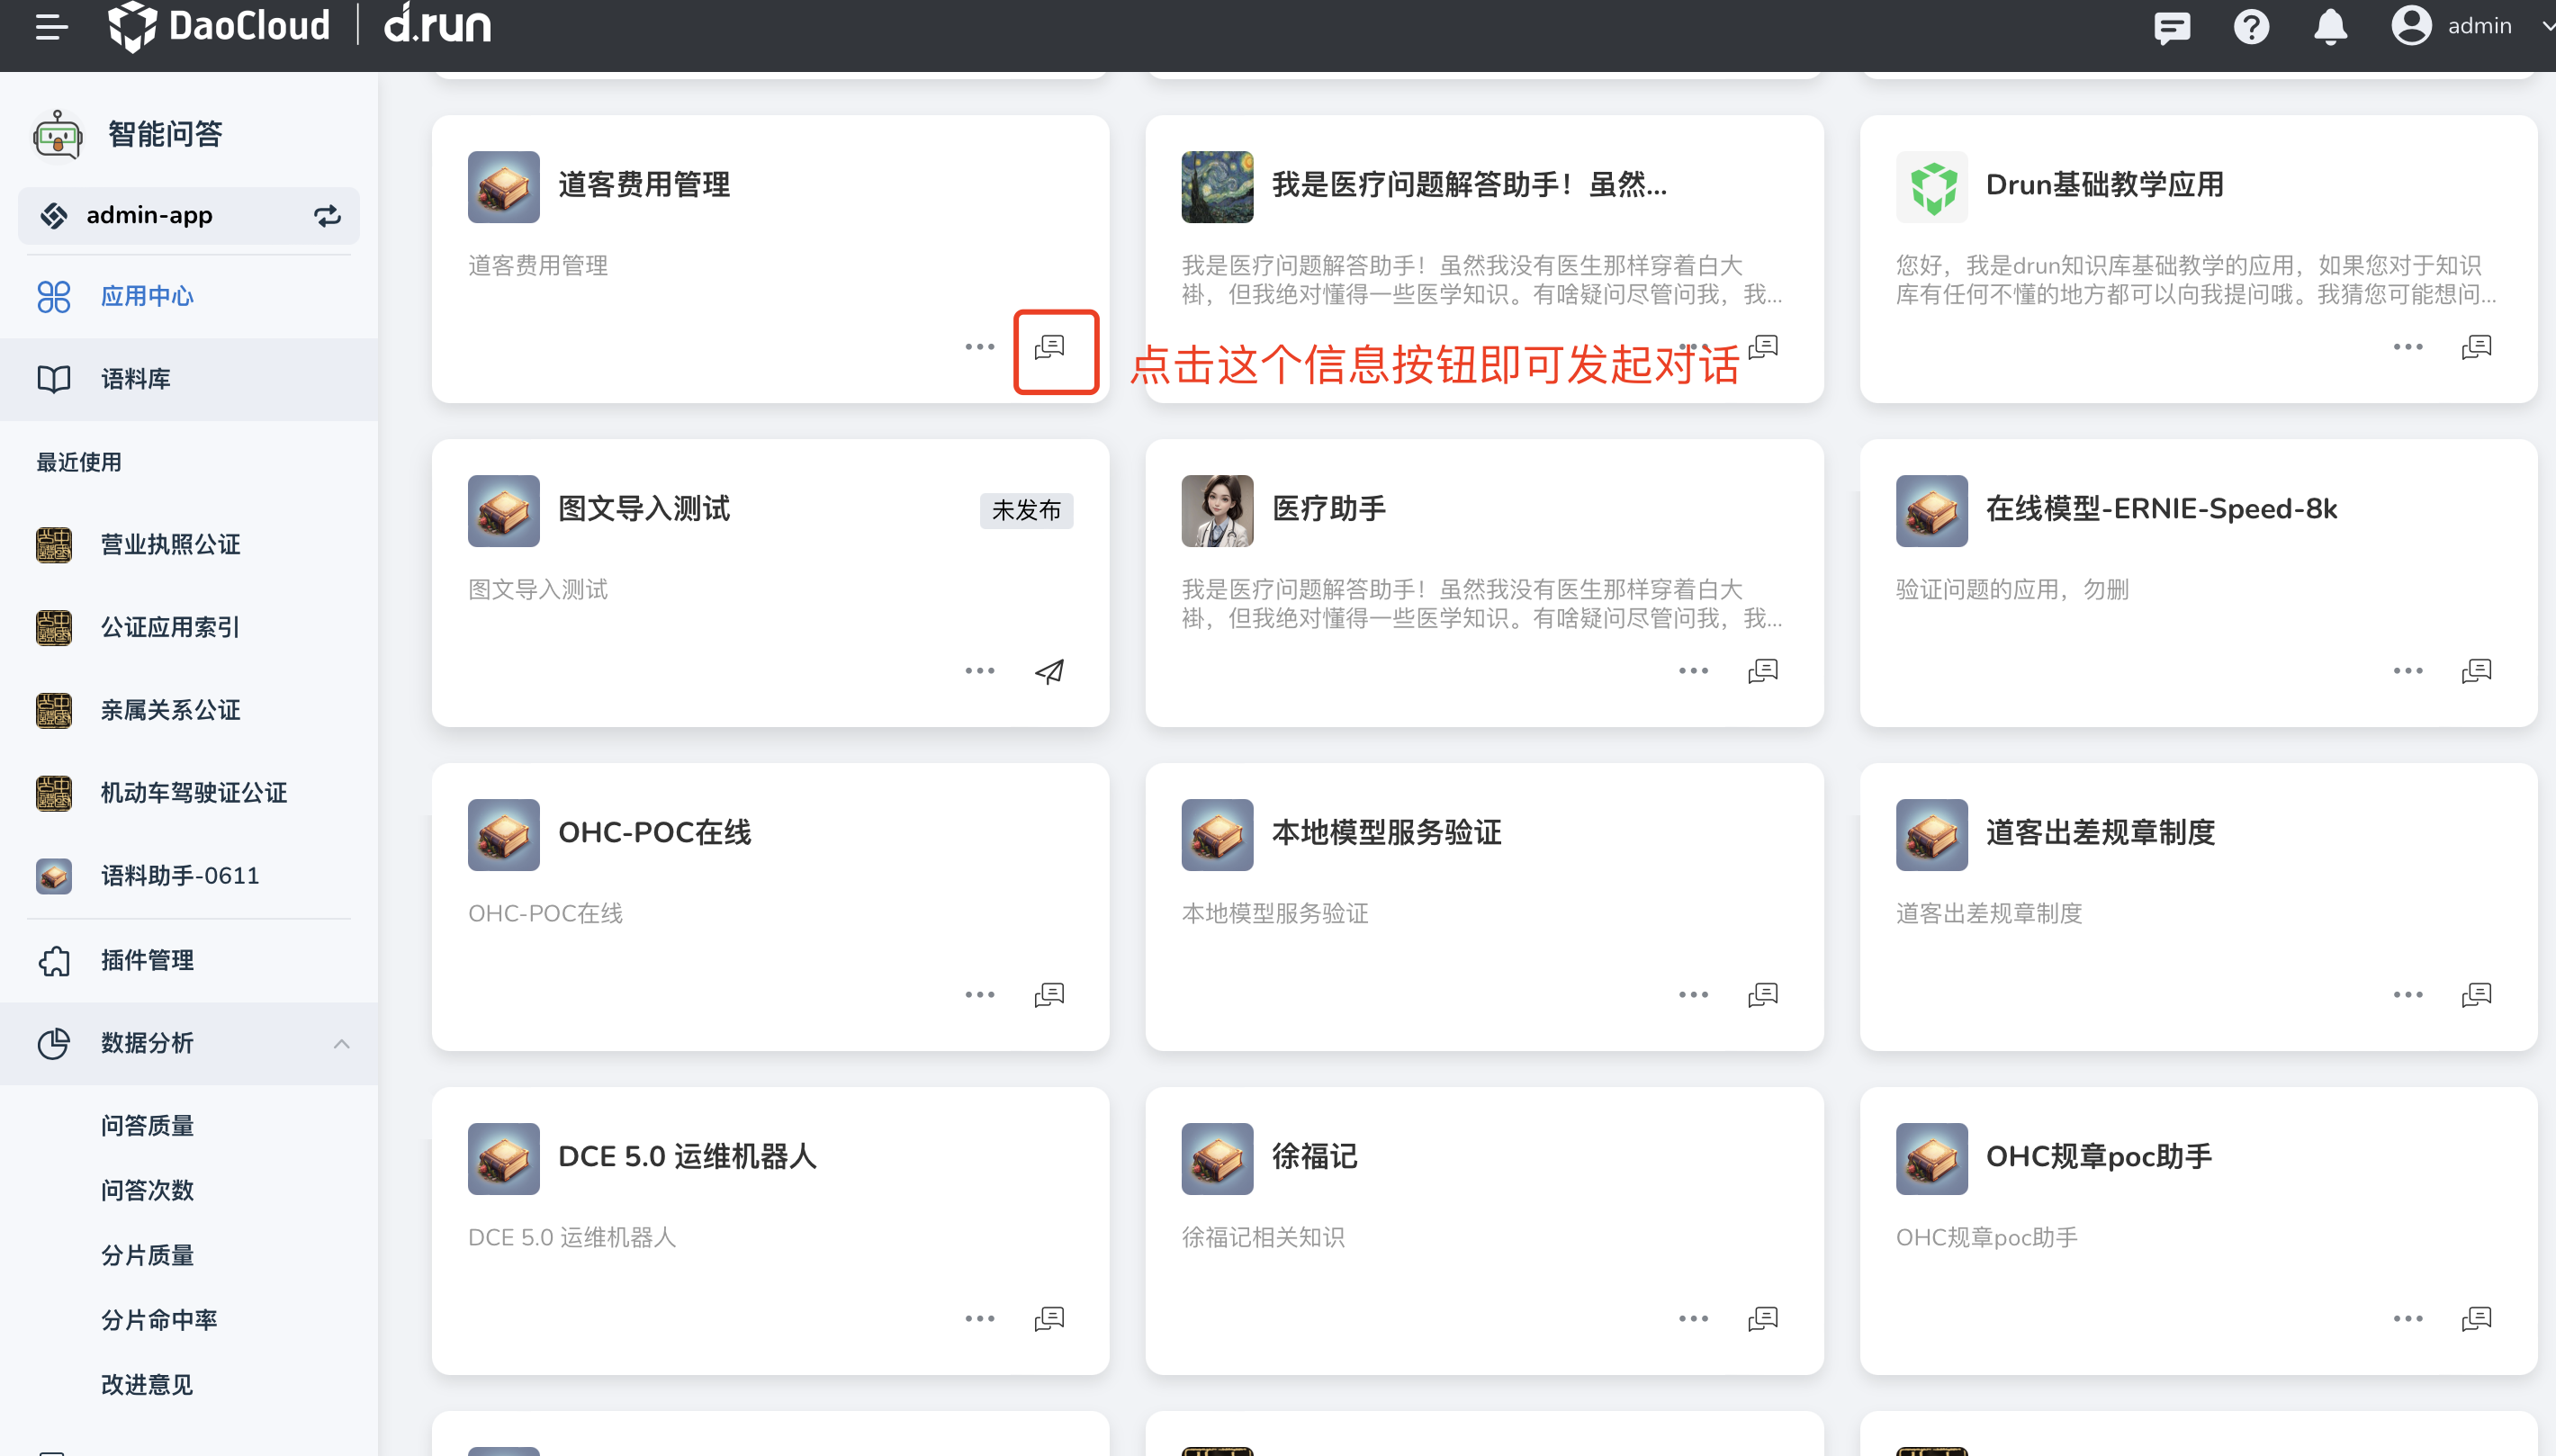 DaoCloud | d.run
admin
智能问答
admin-app
应用中心
语料库
最近使用
营业执照公证
公证应用索引
亲属关系公证
机动车驾驶证公证
语料助手-0611
插件管理
数据分析
问答质量
问答次数
分片质量
分片命中率
改进意见
道客费用管理
道客费用管理
我是医疗问题解答助手！虽然...
我是医疗问题解答助手！虽然我没有医生那样穿着白大
褂，但我绝对懂得一些医学知识。有啥疑问尽管问我，我...
Drun基础教学应用
您好，我是drun知识库基础教学的应用，如果您对于知识
库有任何不懂的地方都可以向我提问哦。我猜您可能想问...
点击这个信息按钮即可发起对话
图文导入测试
未发布
图文导入测试
医疗助手
我是医疗问题解答助手！虽然我没有医生那样穿着白大
褂，但我绝对懂得一些医学知识。有啥疑问尽管问我，我...
在线模型-ERNIE-Speed-8k
验证问题的应用，勿删
OHC-POC在线
OHC-POC在线
本地模型服务验证
本地模型服务验证
道客出差规章制度
道客出差规章制度
DCE 5.0 运维机器人
DCE 5.0 运维机器人
徐福记
徐福记相关知识
OHC规章poc助手
OHC规章poc助手